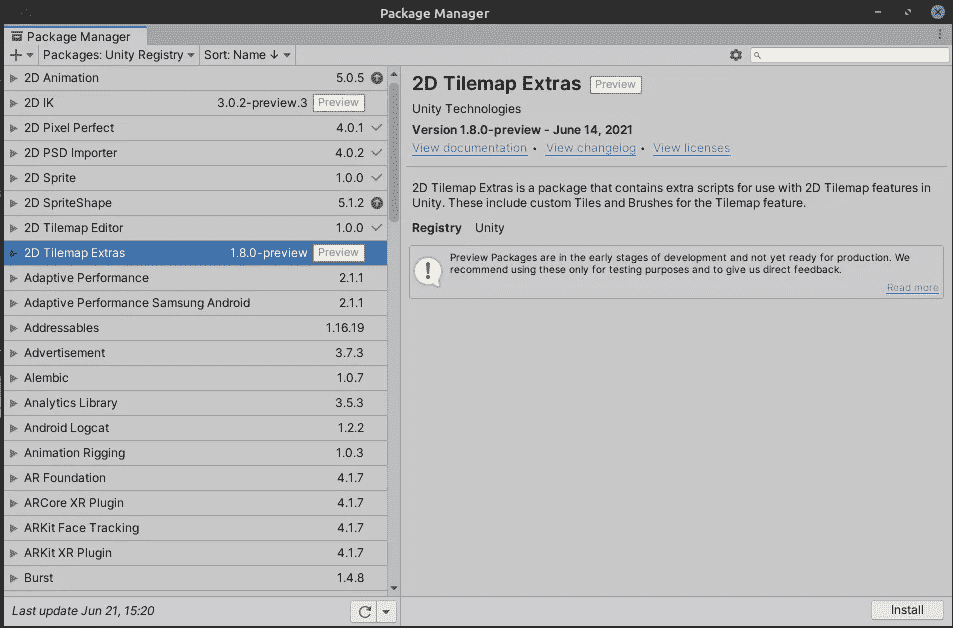 Package Manager
Package Manager
Packages: Unity Registry
Sort: Name ↓
2D Animation 5.0.5
2D IK 3.0.2-preview.3 Preview
2D Pixel Perfect 4.0.1
2D PSD Importer 4.0.2
2D Sprite 1.0.0
2D SpriteShape 5.1.2
2D Tilemap Editor 1.0.0
2D Tilemap Extras 1.8.0-preview Preview
Adaptive Performance 2.1.1
Adaptive Performance Samsung Android 2.1.1
Addressables 1.16.19
Advertisement 3.7.3
Alembic 1.0.7
Analytics Library 3.5.3
Android Logcat 1.2.2
Animation Rigging 1.0.3
AR Foundation 4.1.7
ARCore XR Plugin 4.1.7
ARKit Face Tracking 4.1.7
ARKit XR Plugin 4.1.7
Burst 1.4.8
Last update Jun 21, 15:20
2D Tilemap Extras Preview
Unity Technologies
Version 1.8.0-preview - June 14, 2021
View documentation • View changelog • View licenses
2D Tilemap Extras is a package that contains extra scripts for use with 2D Tilemap features in
Unity. These include custom Tiles and Brushes for the Tilemap feature.
Registry Unity
Preview Packages are in the early stages of development and not yet ready for production. We
recommend using these only for testing purposes and to give us direct feedback.
Read more
Install